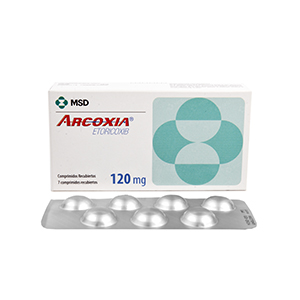 MSD
ARCOXIA®
ETORICOXIB
Comprimidos Recubiertos
7 comprimidos recubiertos
120 mg